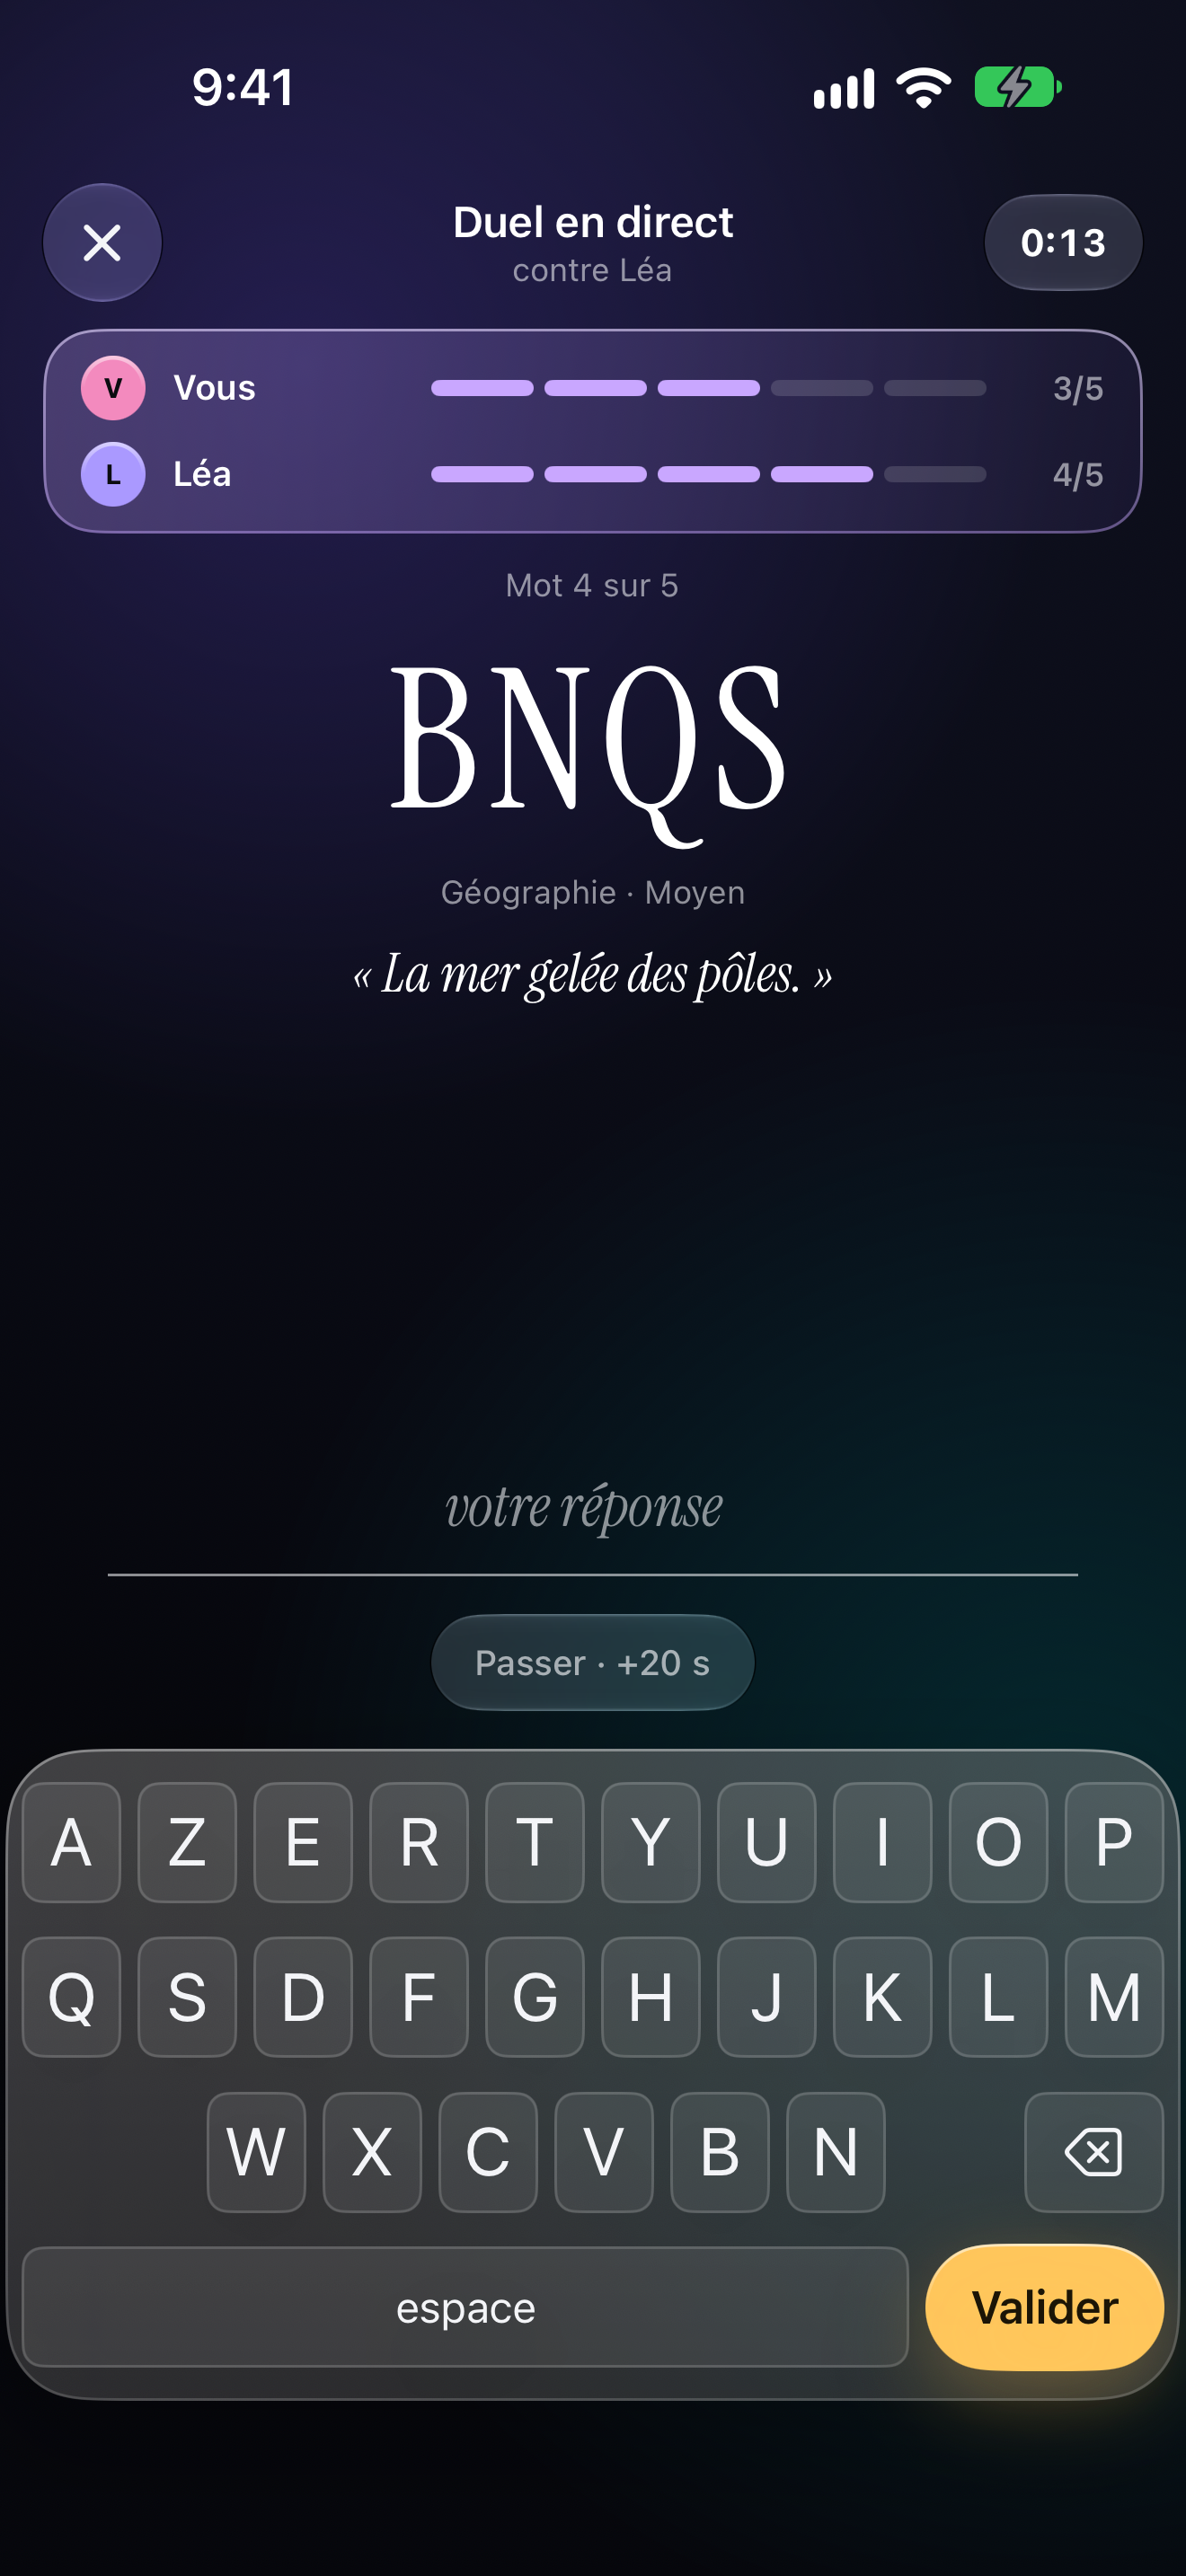 9:41
Duel en direct
contre Léa
0:13
V Vous 3/5
L Léa 4/5
Mot 4 sur 5
BNQS
Géographie · Moyen
« La mer gelée des pôles. »
votre réponse
Passer · +20 s
A Z E R T Y U I O P
Q S D F G H J K L M
W X C V B N
espace Valider